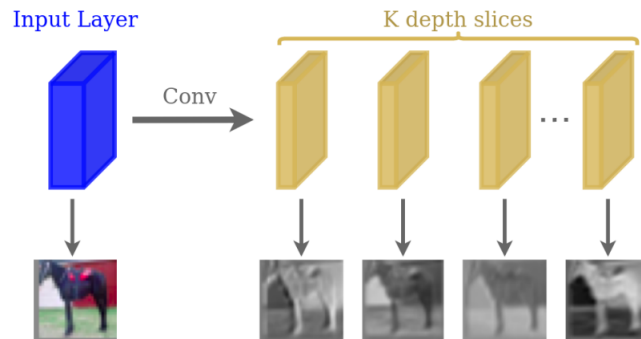 Input Layer
K depth slices
Conv
...